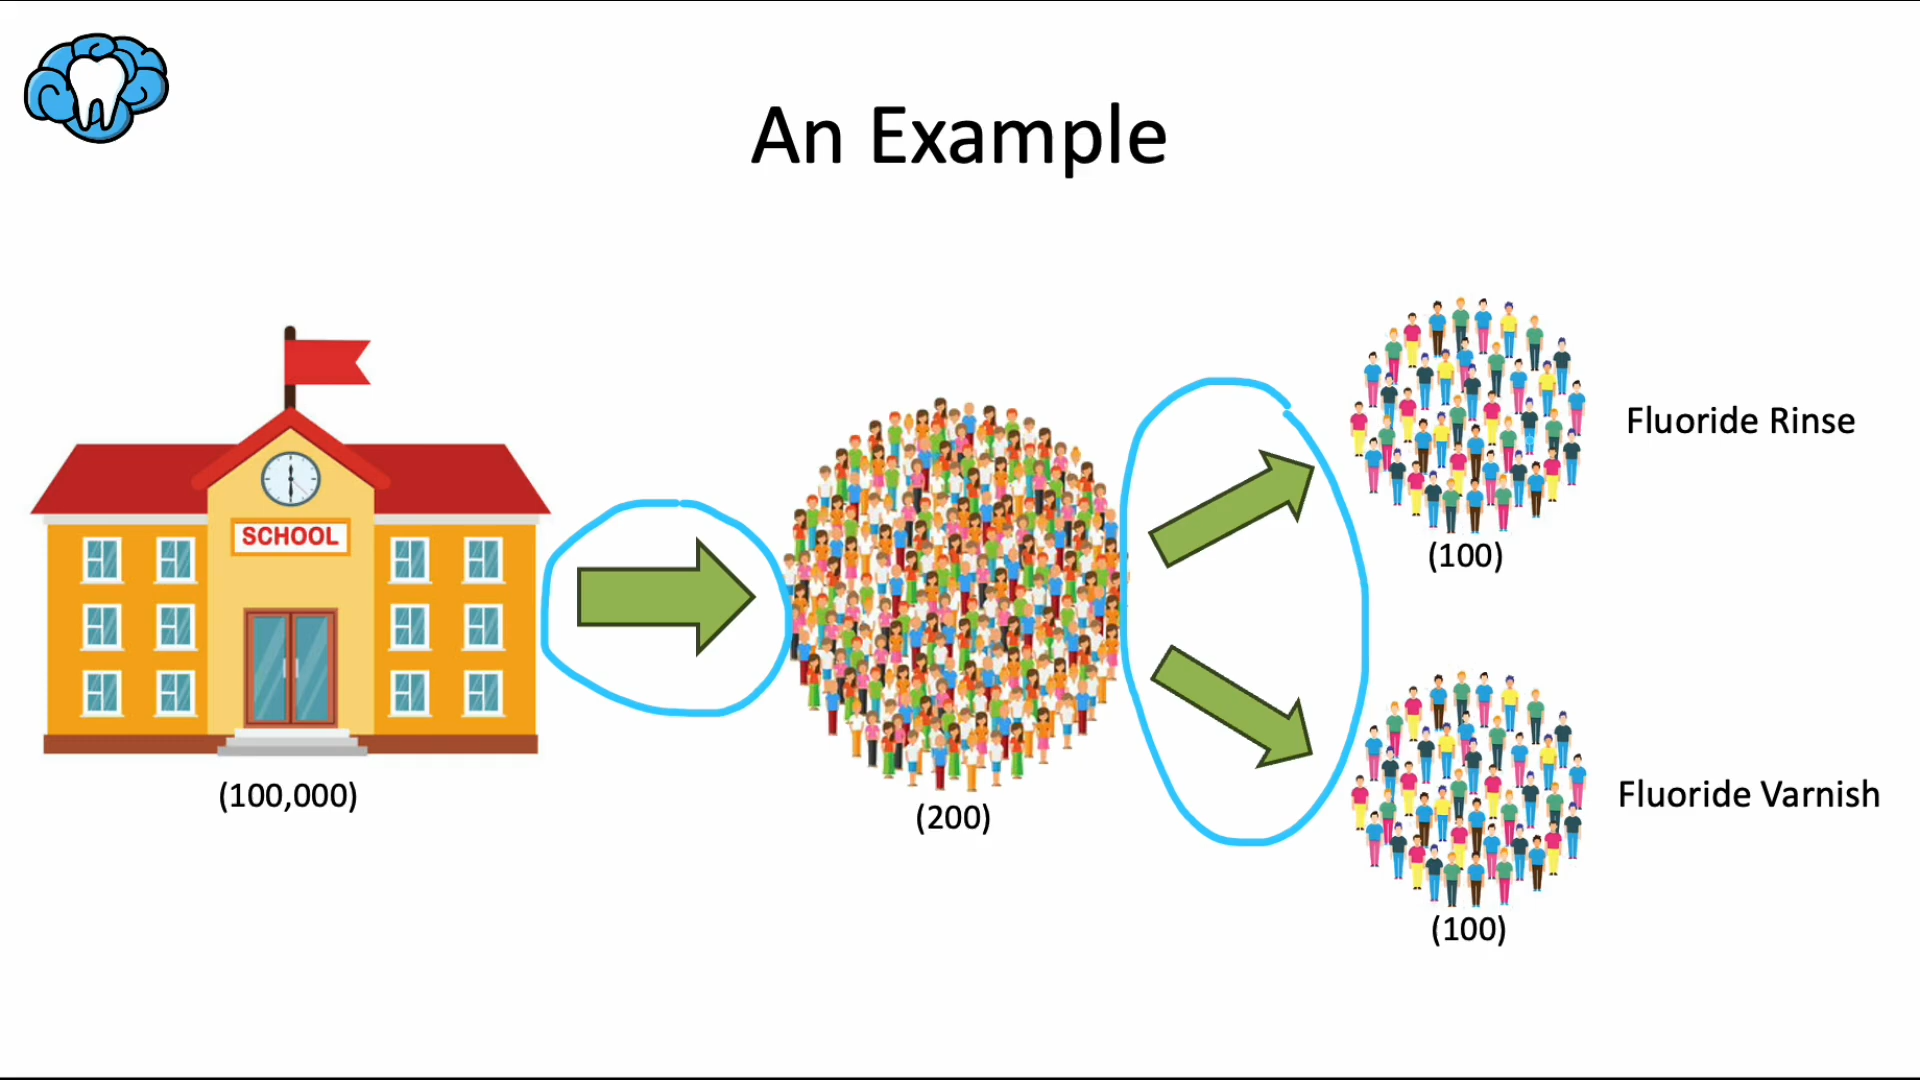 An Example
SCHOOL
(100,000)
(200)
Fluoride Rinse
(100)
Fluoride Varnish
(100)